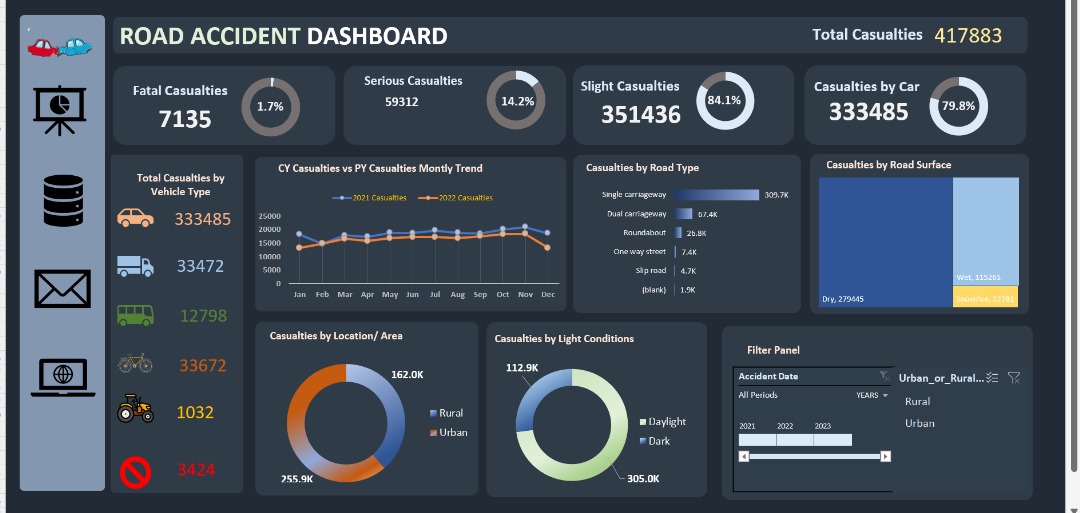 ROAD ACCIDENT DASHBOARD
Total Casualties 417883
Fatal Casualties
7135
1.7%
Serious Casualties
59312
14.2%
Slight Casualties
351436
84.1%
Casualties by Car
333485
79.8%
Total Casualties by
Vehicle Type
333485
33472
12798
33672
1032
3424
CY Casualties vs PY Casualties Montly Trend
2021 Casualties 2022 Casualties
25000
20000
15000
10000
5000
0
Jan Feb Mar Apr May Jun Jul Aug Sep Oct Nov Dec
Casualties by Road Type
Single carriageway 309.7K
Dual carriageway 67.4K
Roundabout 26.8K
One way street 7.4K
Slip road 4.7K
(blank) 1.9K
Casualties by Road Surface
Dry, 279445
Wet, 115261
Snow/Ice, 22781
Casualties by Location/ Area
162.0K
Rural
Urban
255.9K
Casualties by Light Conditions
112.9K
Daylight
Dark
305.0K
Filter Panel
Accident Date
All Periods YEARS
2021 2022 2023
Urban_or_Rural...
Rural
Urban